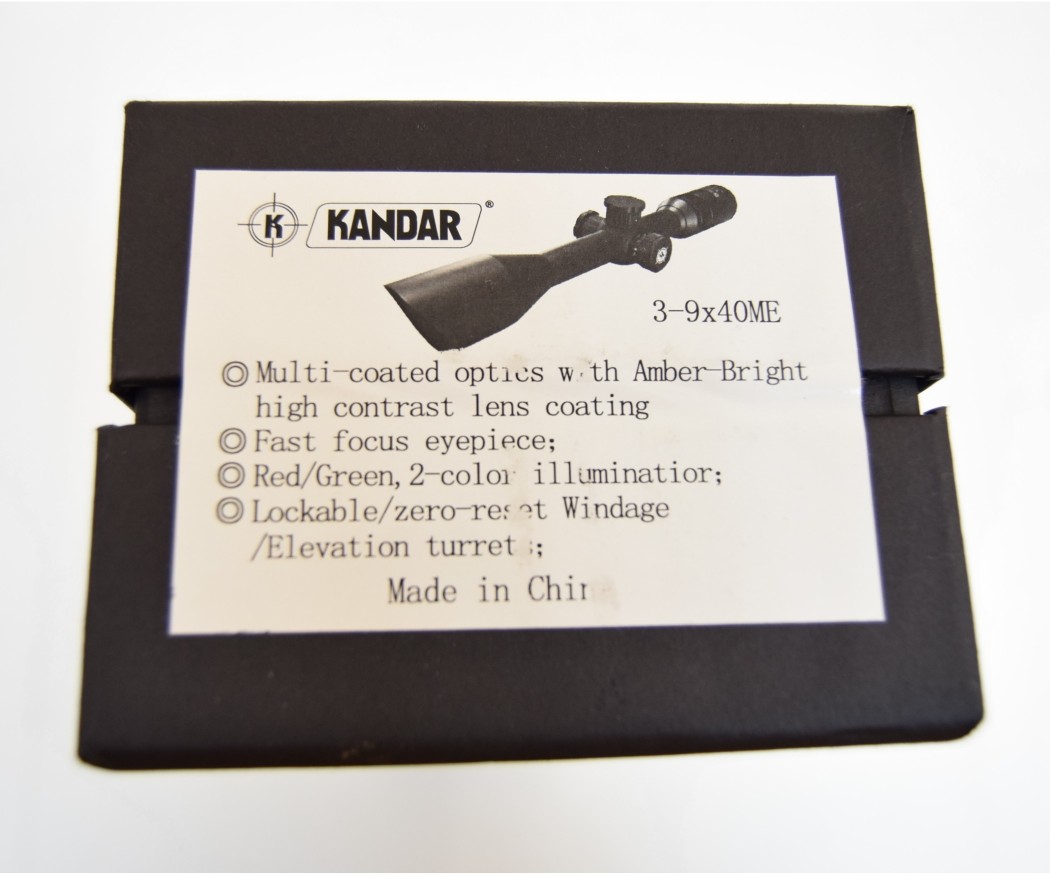 K KANDAR®
3-9x40ME
◎Multi-coated optics with Amber-Bright
high contrast lens coating
◎Fast focus eyepiece;
◎Red/Green, 2-color illumination;
◎Lockable/zero-reset Windage
/Elevation turrets;
Made in China